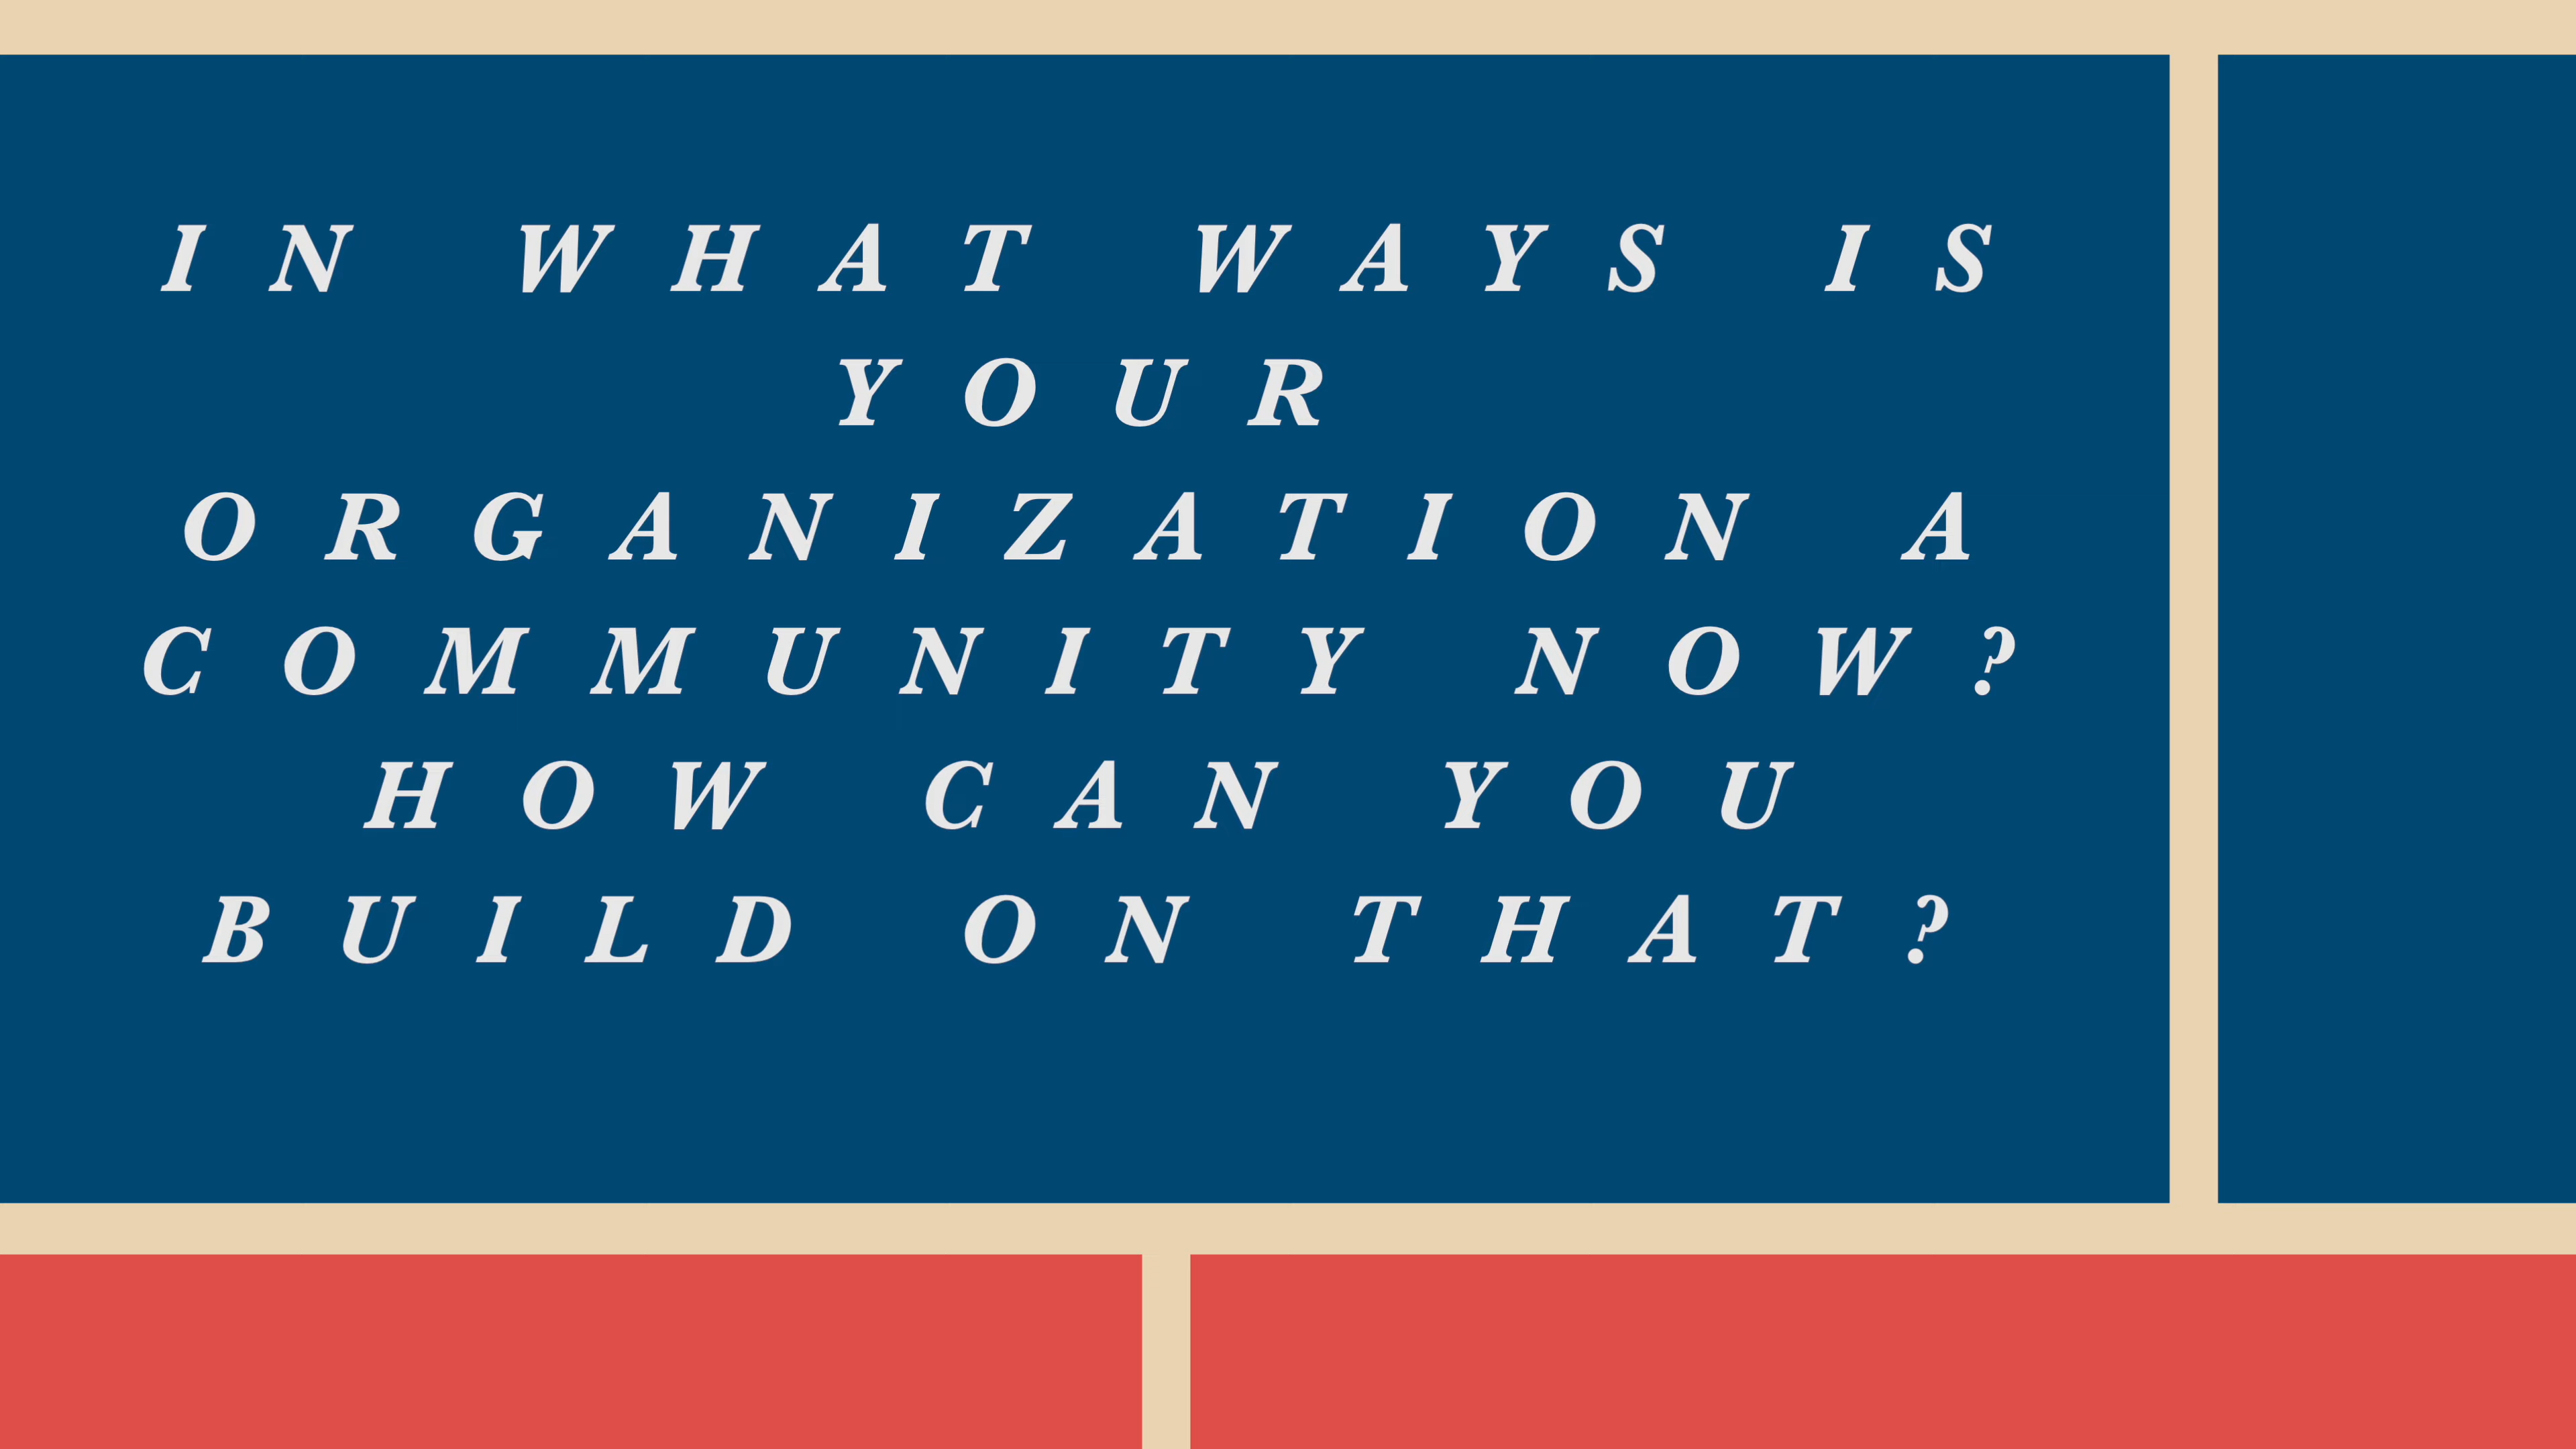 IN WHAT WAYS IS
YOUR
ORGANIZATION A
COMMUNITY NOW?
HOW CAN YOU
BUILD ON THAT?